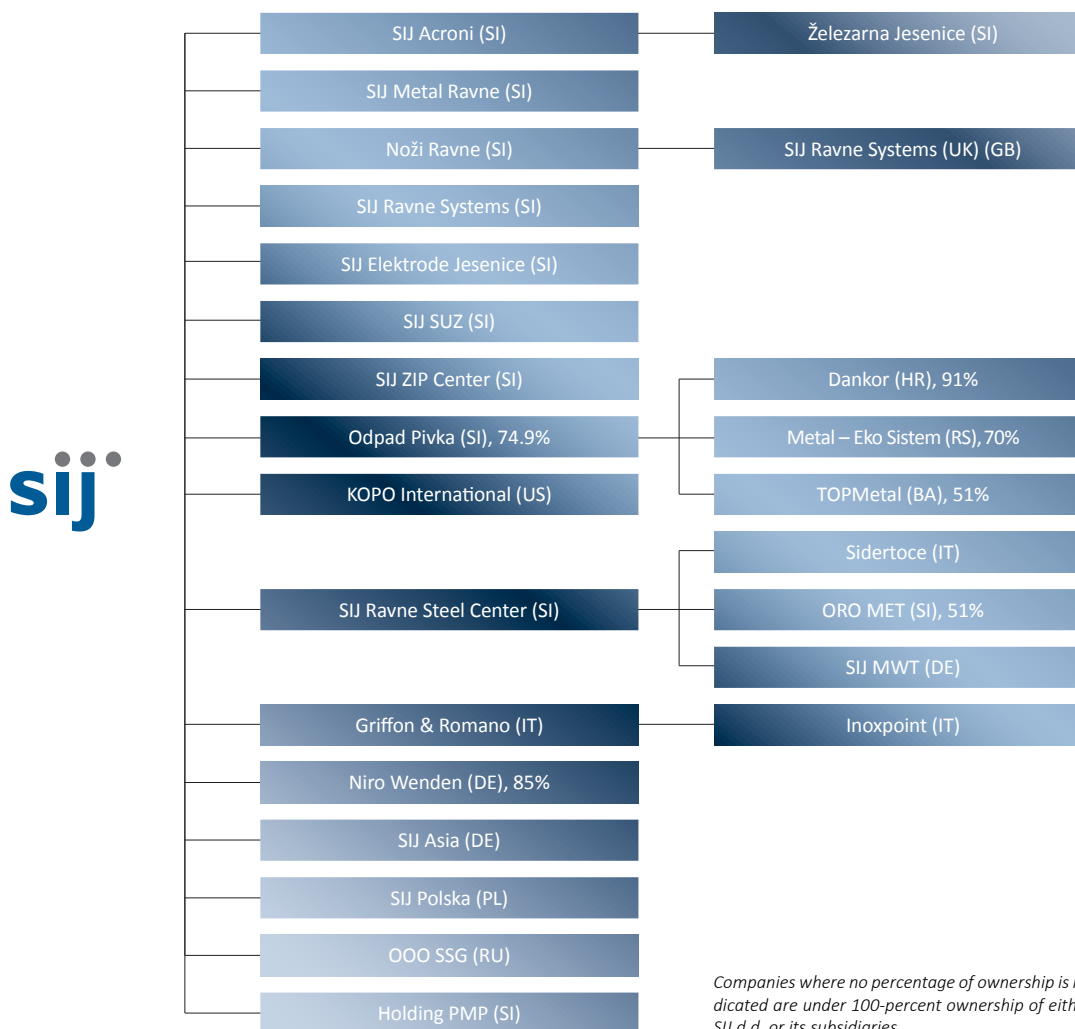 SIJ Acroni (SI)
Železarna Jesenice (SI)
SIJ Metal Ravne (SI)
Noži Ravne (SI)
SIJ Ravne Systems (UK) (GB)
SIJ Ravne Systems (SI)
SIJ Elektrode Jesenice (SI)
SIJ SUZ (SI)
SIJ ZIP Center (SI)
Dankor (HR), 91%
Odpad Pivka (SI), 74.9%
Metal – Eko Sistem (RS), 70%
sij
KOPO International (US)
TOPMetal (BA), 51%
Sidertoce (IT)
SIJ Ravne Steel Center (SI)
ORO MET (SI), 51%
SIJ MWT (DE)
Griffon & Romano (IT)
Inoxpoint (IT)
Niro Wenden (DE), 85%
SIJ Asia (DE)
SIJ Polska (PL)
OOO SSG (RU)
Holding PMP (SI)
Companies where no percentage of ownership is
dicated are under 100-percent ownership of
SIJ d.d. or its subsidiaries